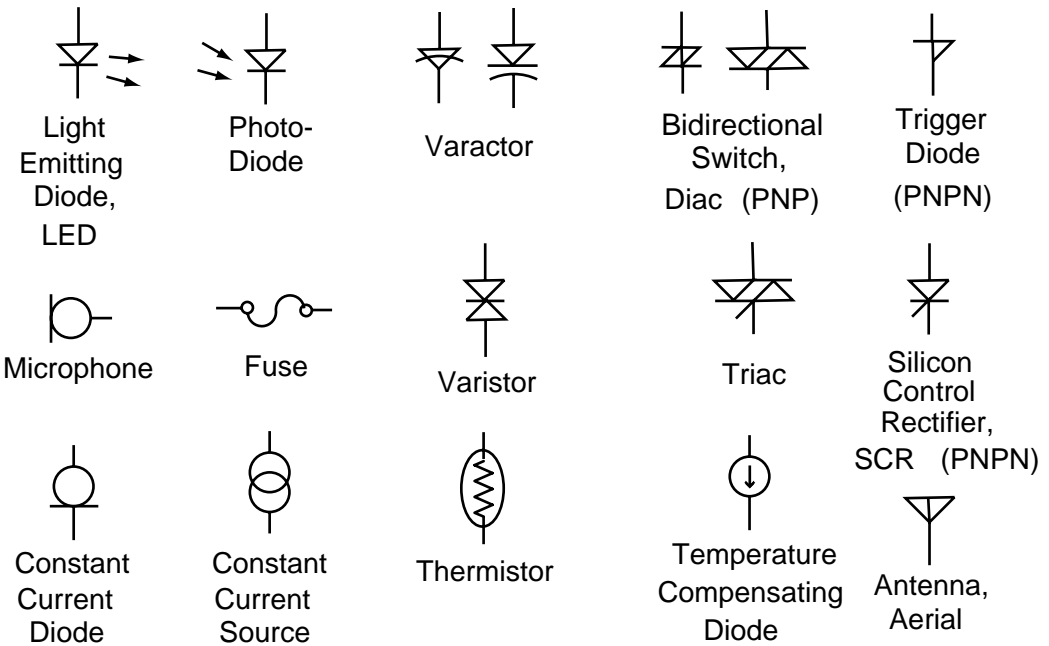 Light
Emitting
Diode,
LED
Photo-
Diode
Varactor
Bidirectional
Switch,
Diac (PNP)
Trigger
Diode
(PNPN)
Microphone
Fuse
Varistor
Triac
Silicon
Control
Rectifier,
SCR (PNPN)
Constant
Current
Diode
Constant
Current
Source
Thermistor
Temperature
Compensating
Diode
Antenna,
Aerial